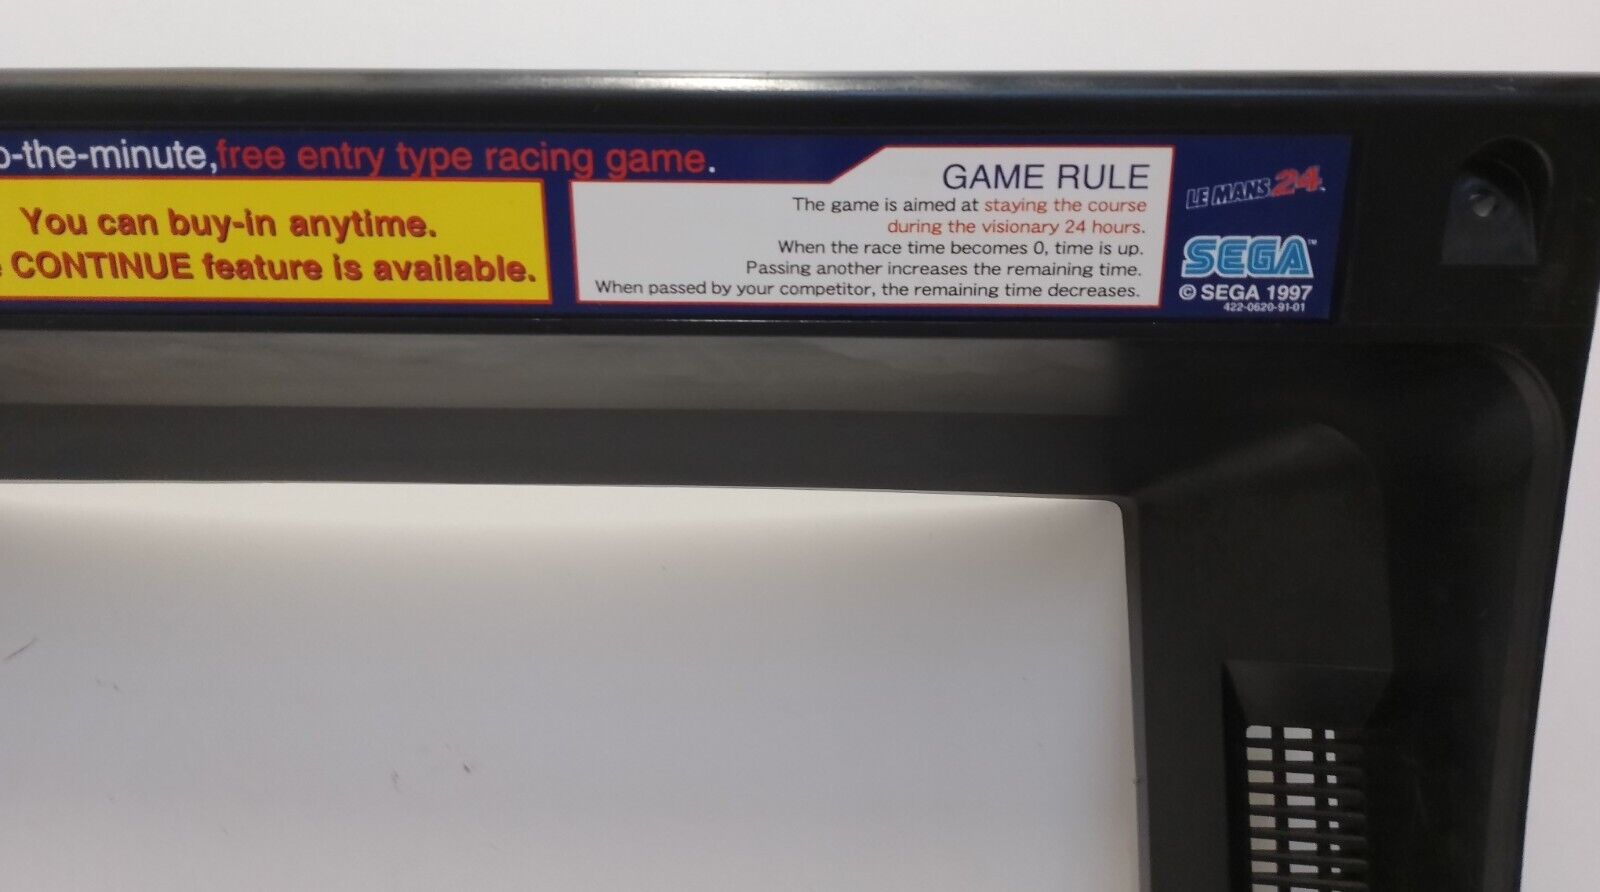 -the-minute,free entry type racing game.
You can buy-in anytime.
CONTINUE feature is available.
GAME RULE
The game is aimed at staying the course
during the visionary 24 hours.
When the race time becomes 0, time is up.
Passing another increases the remaining time.
When passed by your competitor, the remaining time decreases.
LE MANS 24
SEGA™
© SEGA 1997
422-0620-91-01